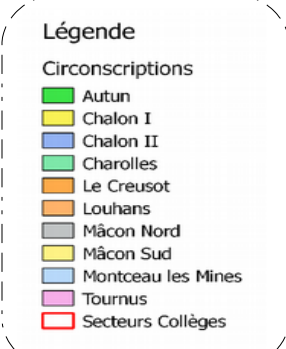 Légende
Circonscriptions
Autun
Chalon I
Chalon II
Charolles
Le Creusot
Louhans
Mâcon Nord
Mâcon Sud
Montceau les Mines
Tournus
Secteurs Collèges